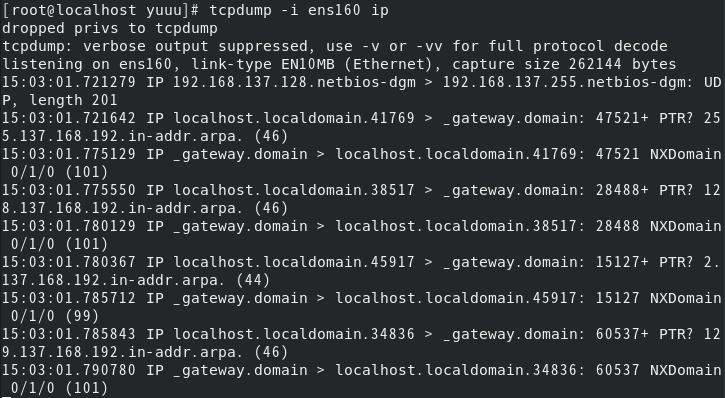 [root@localhost yuuu]# tcpdump -i ens160 ip
dropped privs to tcpdump
tcpdump: verbose output suppressed, use -v or -vv for full protocol decode
listening on ens160, link-type EN10MB (Ethernet), capture size 262144 bytes
15:03:01.721279 IP 192.168.137.128.netbios-dgm > 192.168.137.255.netbios-dgm: UD
P, length 201
15:03:01.721642 IP localhost.localdomain.41769 > _gateway.domain: 47521+ PTR? 25
5.137.168.192.in-addr.arpa. (46)
15:03:01.775129 IP _gateway.domain > localhost.localdomain.41769: 47521 NXDomain
 0/1/0 (101)
15:03:01.775550 IP localhost.localdomain.38517 > _gateway.domain: 28488+ PTR? 12
8.137.168.192.in-addr.arpa. (46)
15:03:01.780129 IP _gateway.domain > localhost.localdomain.38517: 28488 NXDomain
 0/1/0 (101)
15:03:01.780367 IP localhost.localdomain.45917 > _gateway.domain: 15127+ PTR? 2.
137.168.192.in-addr.arpa. (44)
15:03:01.785712 IP _gateway.domain > localhost.localdomain.45917: 15127 NXDomain
 0/1/0 (99)
15:03:01.785843 IP localhost.localdomain.34836 > _gateway.domain: 60537+ PTR? 12
9.137.168.192.in-addr.arpa. (46)
15:03:01.790780 IP _gateway.domain > localhost.localdomain.34836: 60537 NXDomain
 0/1/0 (101)